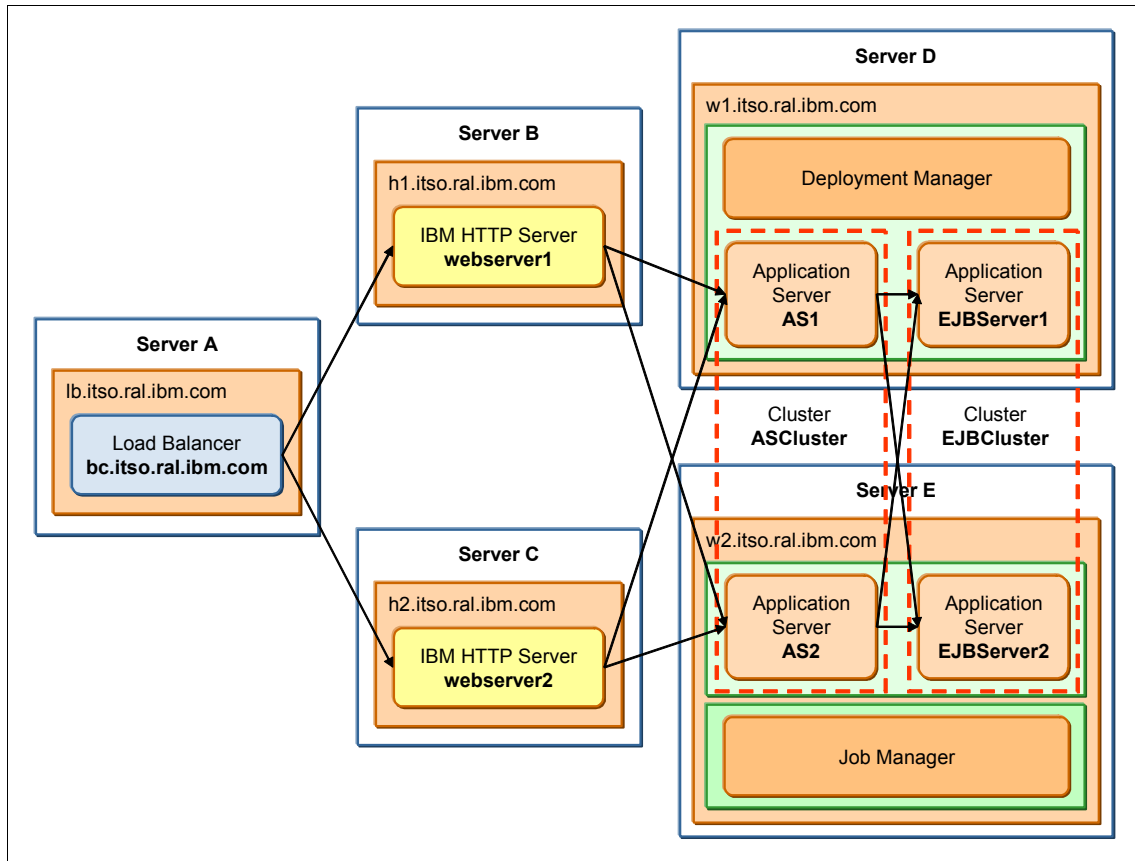 Server A
lb.itso.ral.ibm.com
Load Balancer
bc.itso.ral.ibm.com
Server B
h1.itso.ral.ibm.com
IBM HTTP Server
webserver1
Server C
h2.itso.ral.ibm.com
IBM HTTP Server
webserver2
Server D
w1.itso.ral.ibm.com
Deployment Manager
Application
Server
AS1
Application
Server
EJBServer1
Cluster
ASCluster
Cluster
EJBCluster
Server E
w2.itso.ral.ibm.com
Application
Server
AS2
Application
Server
EJBServer2
Job Manager